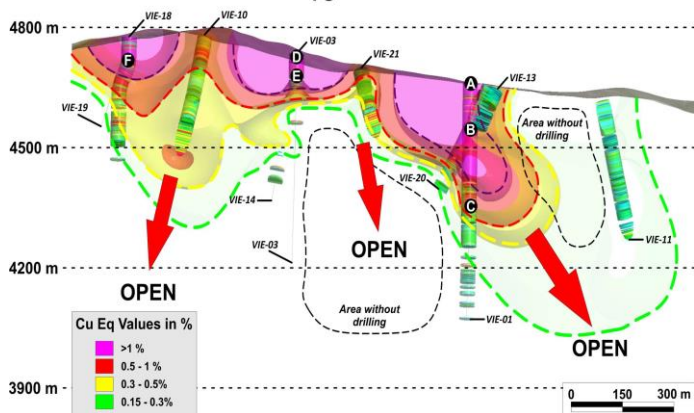 VIE-18
VIE-10
4800 m
D
VIE-03
E
VIE-21
F
A
VIE-13
VIE-19
B
Area without
drilling
4500 m
VIE-20
VIE-14
C
VIE-11
VIE-03
OPEN
4200 m
OPEN
Area without
drilling
VIE-01
OPEN
Cu Eq Values in %
>1 %
0.5 - 1 %
0.3 - 0.5%
0.15 - 0.3%
3900 m
0 150 300 m